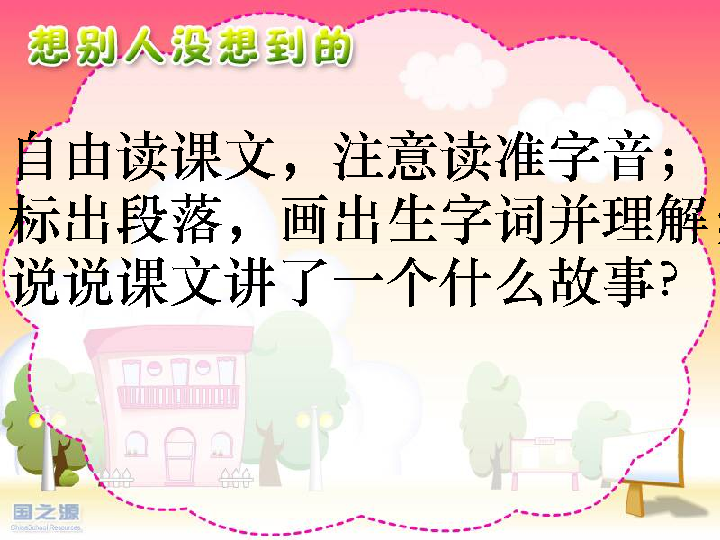 想别人没想到的
自由读课文，注意读准字音；
标出段落，画出生字词并理解；
说说课文讲了一个什么故事？
国之源